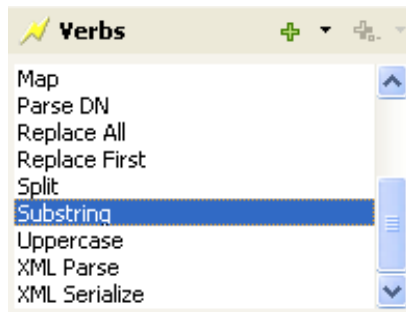 Verbs
Map
Parse DN
Replace All
Replace First
Split
Substring
Uppercase
XML Parse
XML Serialize